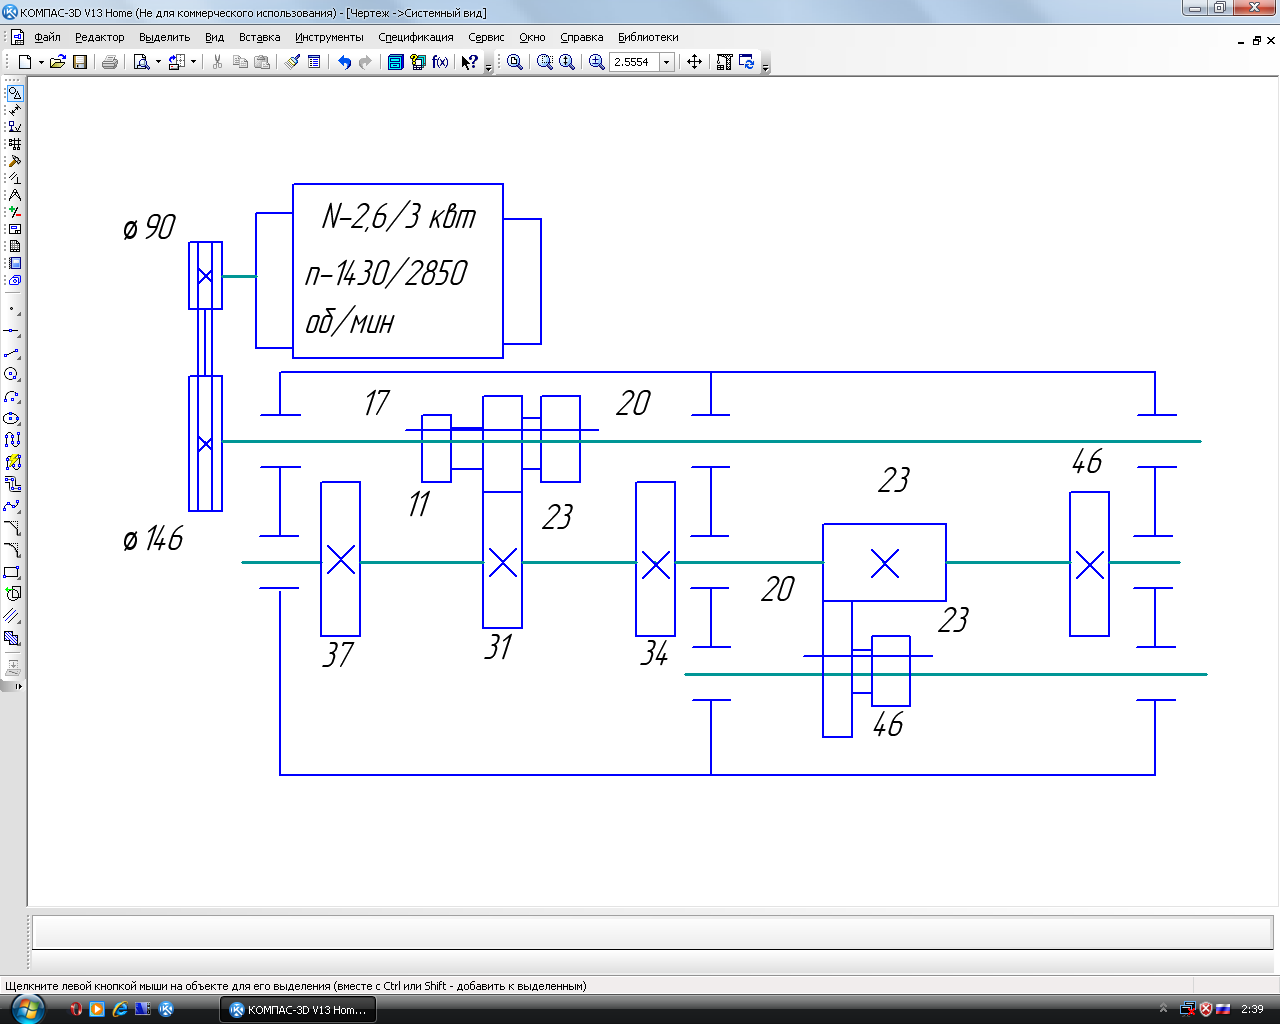 КОМПАС-3D V13 Home (Не для коммерческого использования) - [Чертеж ->Системный вид]
Файл Редактор Выделить Вид Вставка Инструменты Спецификация Сервис Окно Справка Библиотеки
f(x) 2.5554
N-2,6/3 квт
ø 90
n-1430/2850
об/мин
17
20
46
23
11
23
ø 146
20
23
37
31
34
46
Щелкните левой кнопкой мыши на объекте для его выделения (вместе с Ctrl или Shift - добавить к выделенным)
КОМПАС-3D V13 Hom...
2:39